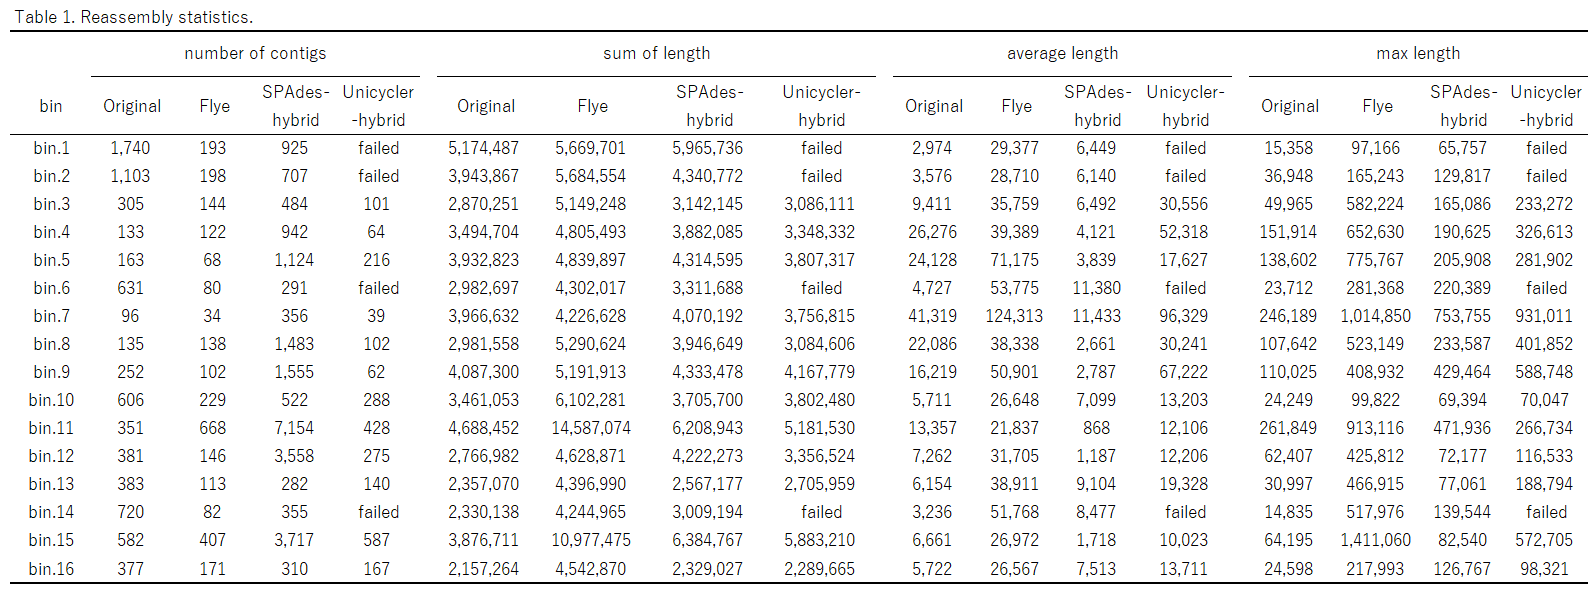 Table 1. Reassembly statistics.
number of contigs sum of length average length max length
bin Original Flye SPAdes-hybrid Unicycler-hybrid Original Flye SPAdes-hybrid Unicycler-hybrid Original Flye SPAdes-hybrid Unicycler-hybrid Original Flye SPAdes-hybrid Unicycler-hybrid
bin.1 1,740 193 925 failed 5,174,487 5,669,701 5,965,736 failed 2,974 29,377 6,449 failed 15,358 97,166 65,757 failed
bin.2 1,103 198 707 failed 3,943,867 5,684,554 4,340,772 failed 3,576 28,710 6,140 failed 36,948 165,243 129,817 failed
bin.3 305 144 484 101 2,870,251 5,149,248 3,142,145 3,086,111 9,411 35,759 6,492 30,556 49,965 582,224 165,086 233,272
bin.4 133 122 942 64 3,494,704 4,805,493 3,882,085 3,348,332 26,276 39,389 4,121 52,318 151,914 652,630 190,625 326,613
bin.5 163 68 1,124 216 3,932,823 4,839,897 4,314,595 3,807,317 24,128 71,175 3,839 17,627 138,602 775,767 205,908 281,902
bin.6 631 80 291 failed 2,982,697 4,302,017 3,311,688 failed 4,727 53,775 11,380 failed 23,712 281,368 220,389 failed
bin.7 96 34 356 39 3,966,632 4,226,628 4,070,192 3,756,815 41,319 124,313 11,433 96,329 246,189 1,014,850 753,755 931,011
bin.8 135 138 1,483 102 2,981,558 5,290,624 3,946,649 3,084,606 22,086 38,338 2,661 30,241 107,642 523,149 233,587 401,852
bin.9 252 102 1,555 62 4,087,300 5,191,913 4,333,478 4,167,779 16,219 50,901 2,787 67,222 110,025 408,932 429,464 588,748
bin.10 606 229 522 288 3,461,053 6,102,281 3,705,700 3,802,480 5,711 26,648 7,099 13,203 24,249 99,822 69,394 70,047
bin.11 351 668 7,154 428 4,688,452 14,587,074 6,208,943 5,181,530 13,357 21,837 868 12,106 261,849 913,116 471,936 266,734
bin.12 381 146 3,558 275 2,766,982 4,628,871 4,222,273 3,356,524 7,262 31,705 1,187 12,206 62,407 425,812 72,177 116,533
bin.13 383 113 282 140 2,357,070 4,396,990 2,567,177 2,705,959 6,154 38,911 9,104 19,328 30,997 466,915 77,061 188,794
bin.14 720 82 355 failed 2,330,138 4,244,965 3,009,194 failed 3,236 51,768 8,477 failed 14,835 517,976 139,544 failed
bin.15 582 407 3,717 587 3,876,711 10,977,475 6,384,767 5,883,210 6,661 26,972 1,718 10,023 64,195 1,411,060 82,540 572,705
bin.16 377 171 310 167 2,157,264 4,542,870 2,329,027 2,289,665 5,722 26,567 7,513 13,711 24,598 217,993 126,767 98,321